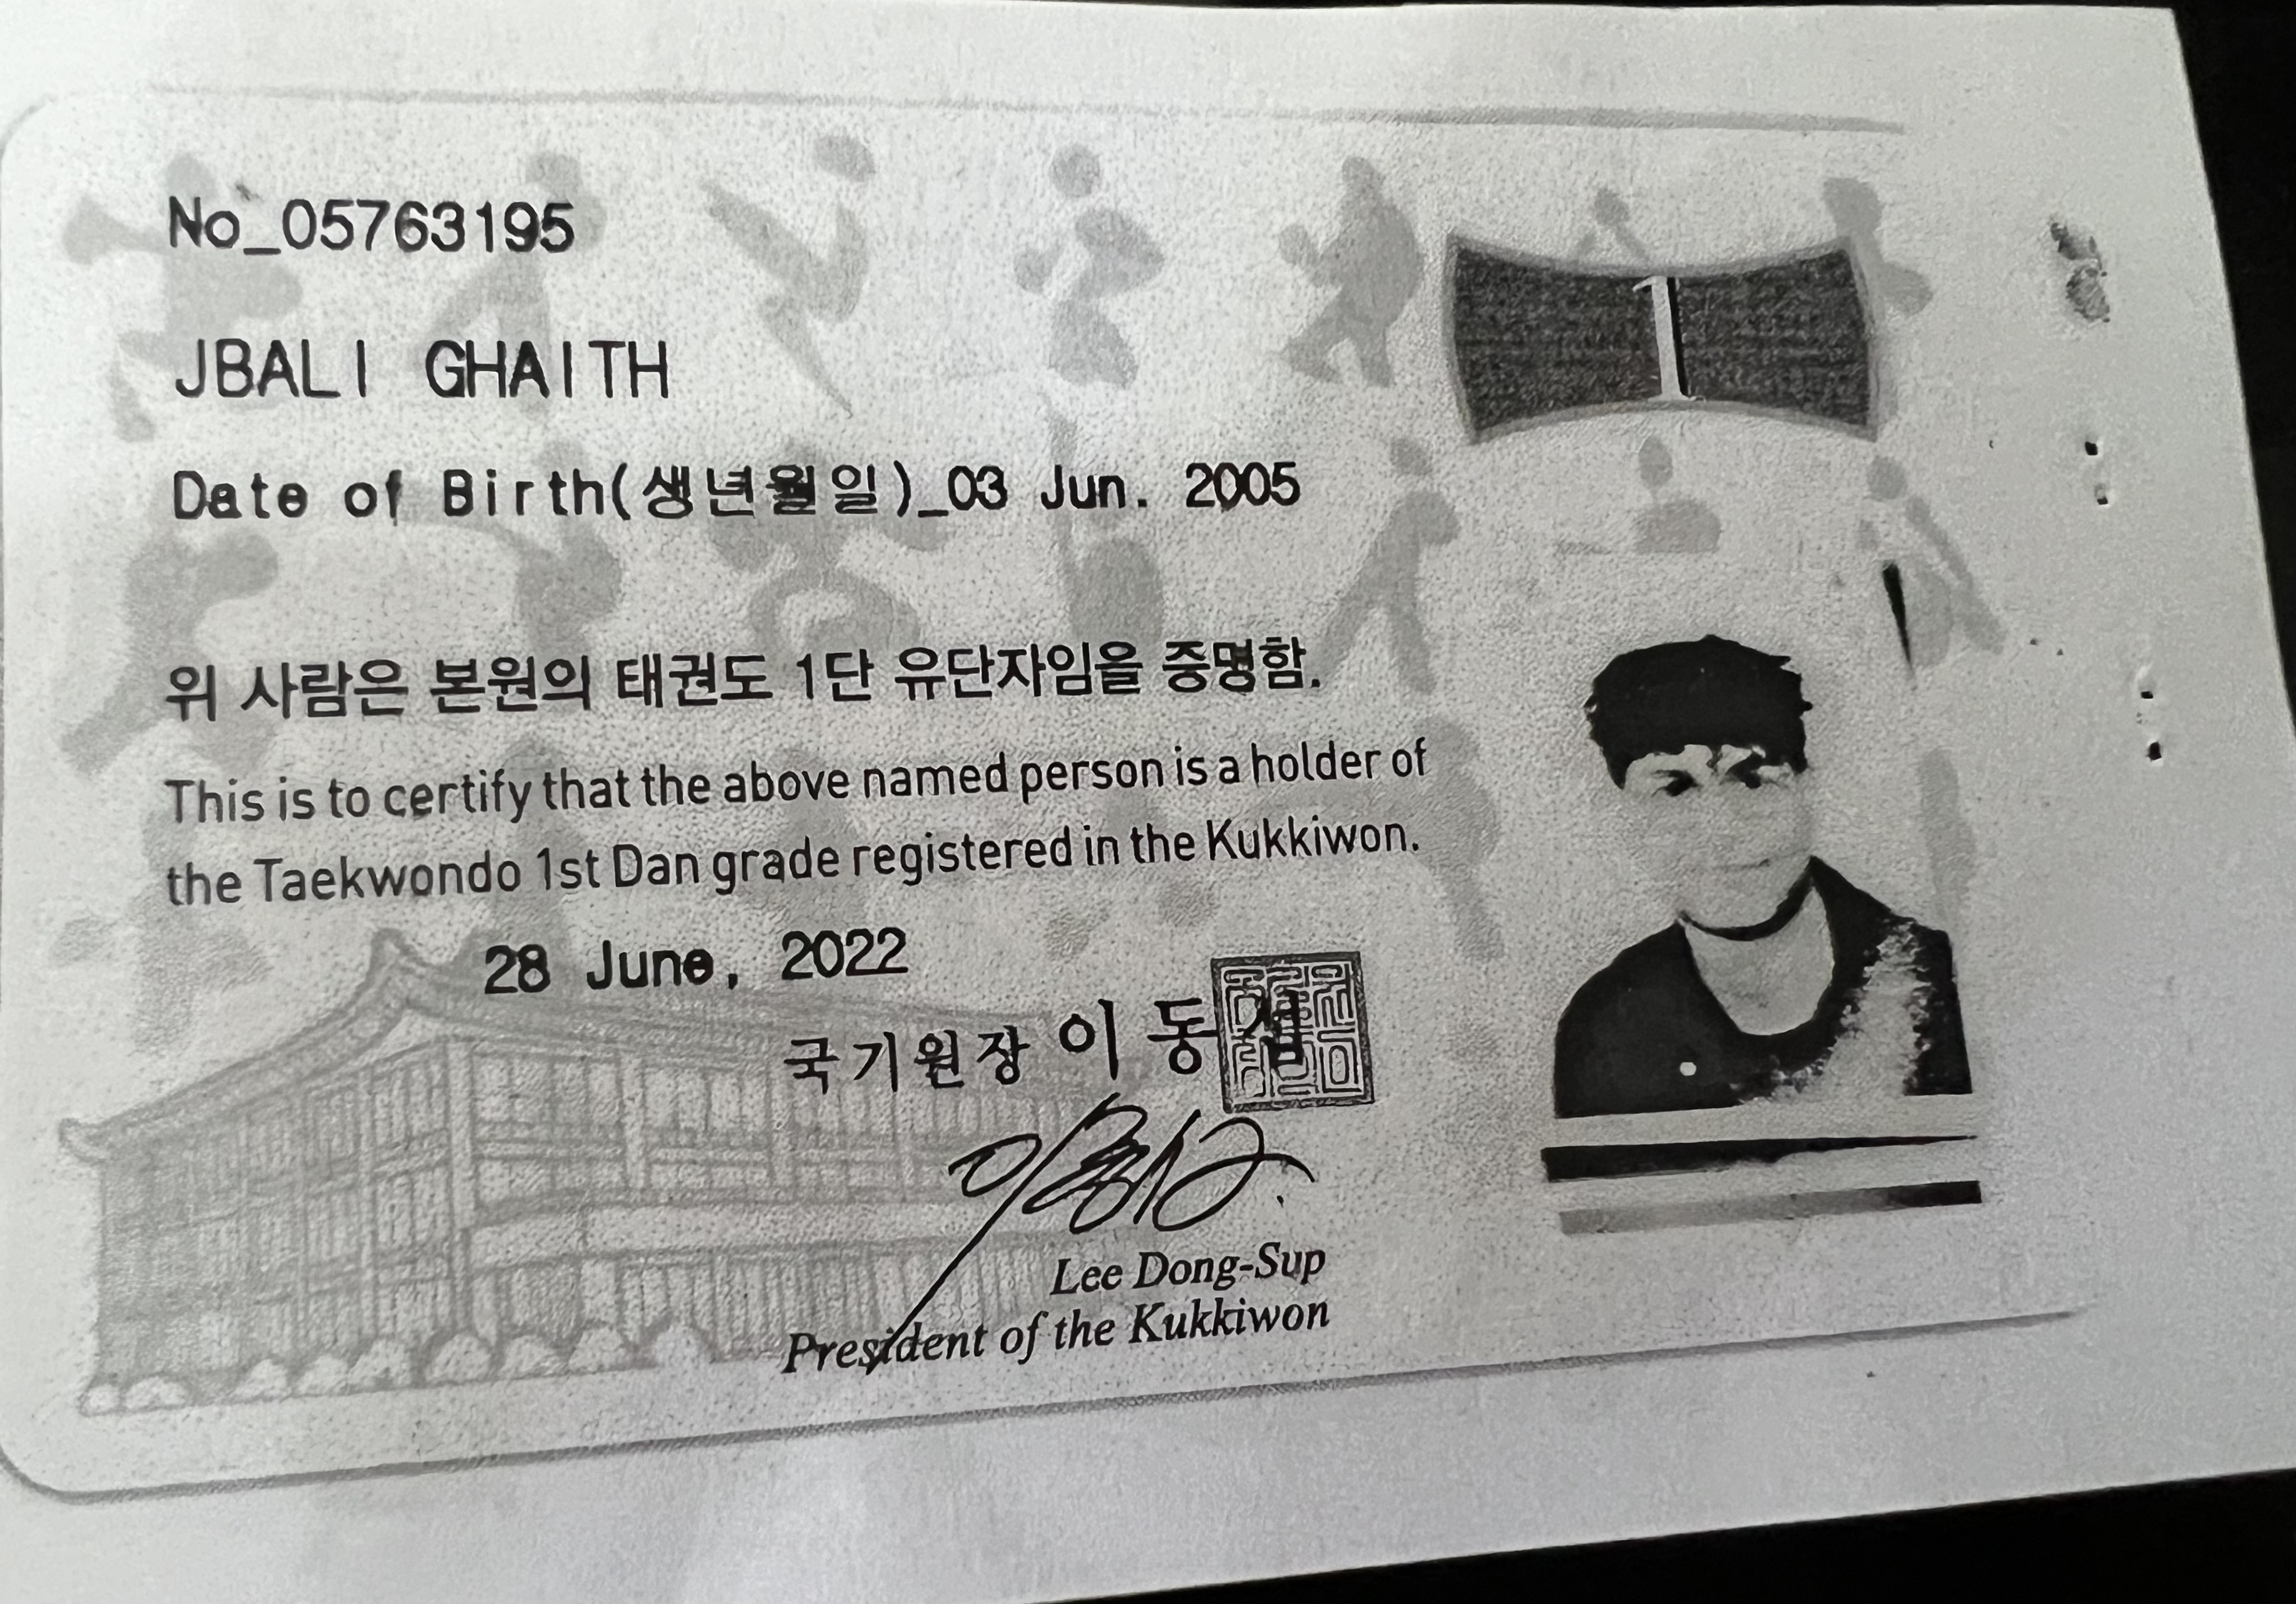 No_05763195
1
JBALI GHAITH
Date of Birth(생년월일)_03 Jun. 2005
위 사람은 본원의 태권도 1단 유단자임을 증명함.
This is to certify that the above named person is a holder of
the Taekwondo 1st Dan grade registered in the Kukkiwon.
28 June, 2022
국기원장 이 동 섭
Lee Dong-Sup
President of the Kukkiwon